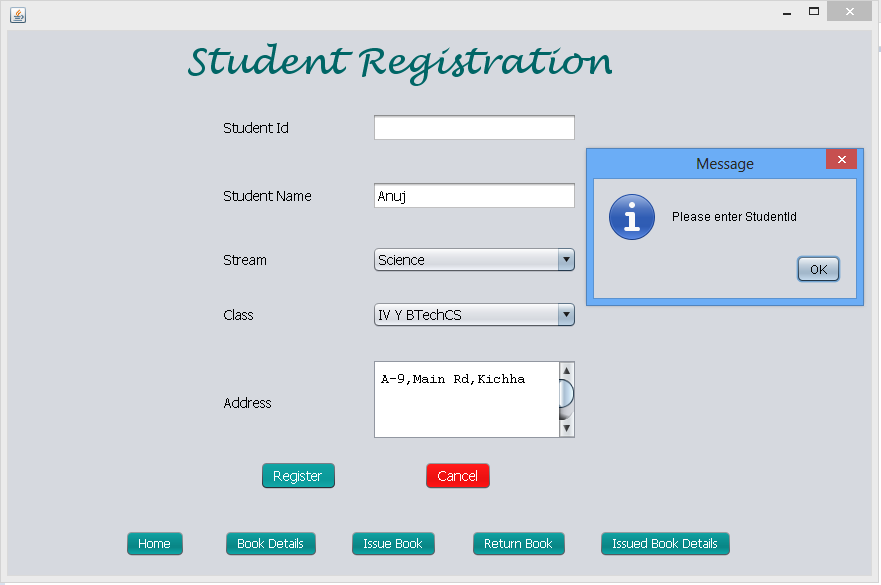 Student Registration
Student Id
Message
Please enter StudentId
OK
Student Name
Anuj
Stream
Science
Class
IV Y BTechCS
Address
A-9,Main Rd,Kichha
Register
Cancel
Home
Book Details
Issue Book
Return Book
Issued Book Details